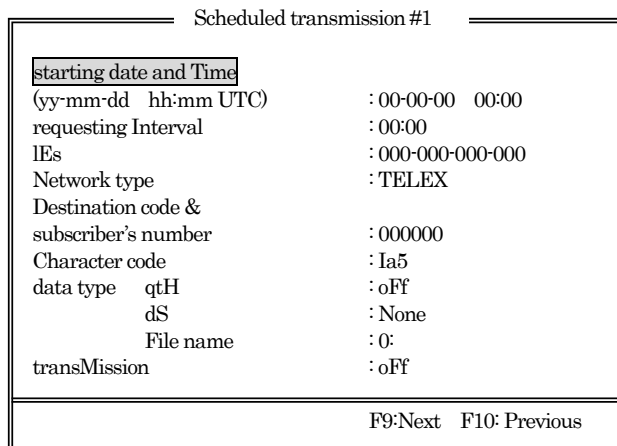 Scheduled transmission #1
starting date and Time
(yy-mm-dd hh:mm UTC) : 00-00-00 00:00
requesting Interval : 00:00
lEs : 000-000-000-000
Network type : TELEX
Destination code &
subscriber's number : 000000
Character code : Ia5
data type qtH : oFf
dS : None
File name : 0:
transMission : oFf
F9:Next F10: Previous